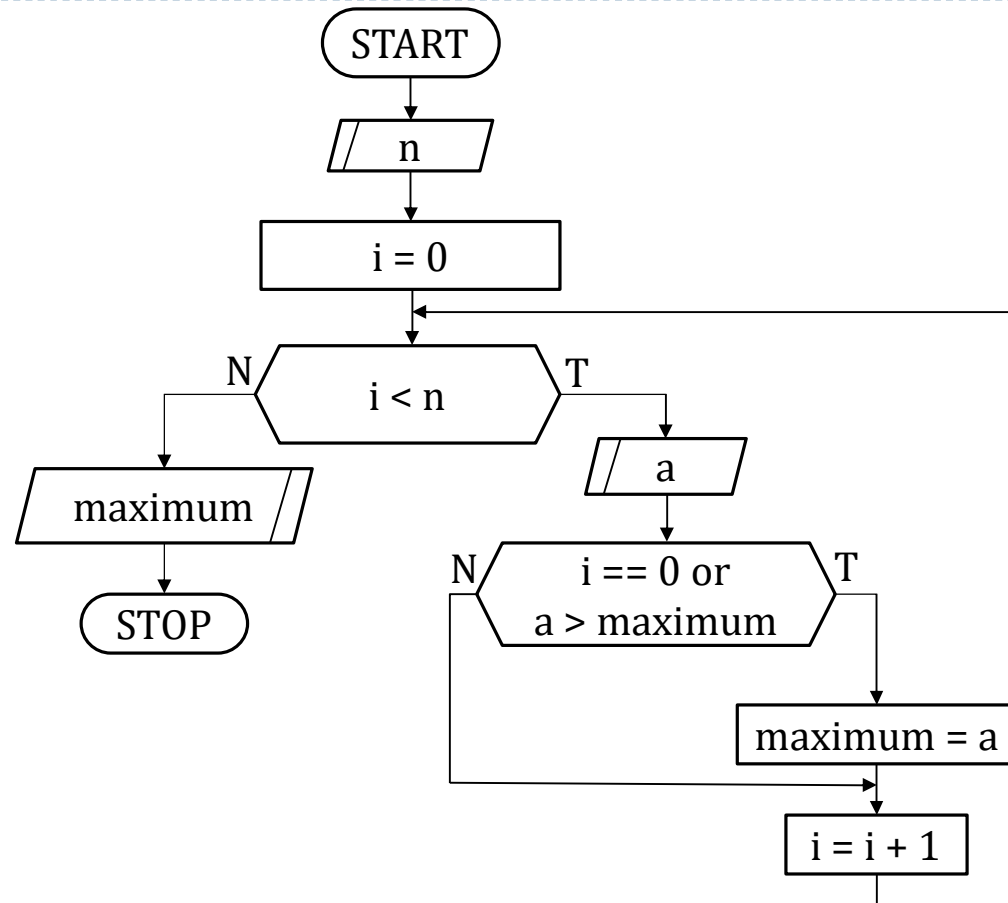 START
n
i = 0
N
i < n
T
maximum
STOP
a
N
i == 0 or
a > maximum
T
maximum = a
i = i + 1